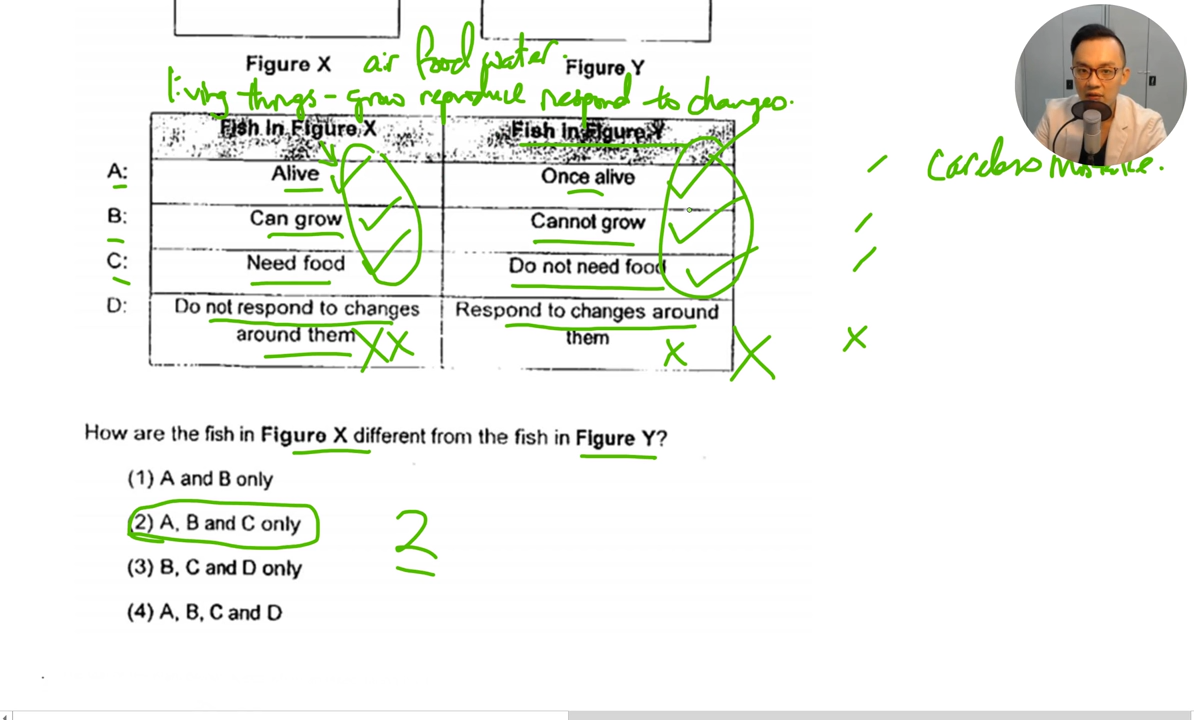 Figure X air food water. Figure Y
living things - grow reproduce respond to changes.
Fish In Figure X Fish in Figure Y
A: Alive Once alive
Careless Mistake.
B: Can grow Cannot grow
C: Need food Do not need food
D: Do not respond to changes around them Respond to changes around them
How are the fish in Figure X different from the fish in Figure Y?
(1) A and B only
(2) A, B and C only
2
(3) B, C and D only
(4) A, B, C and D